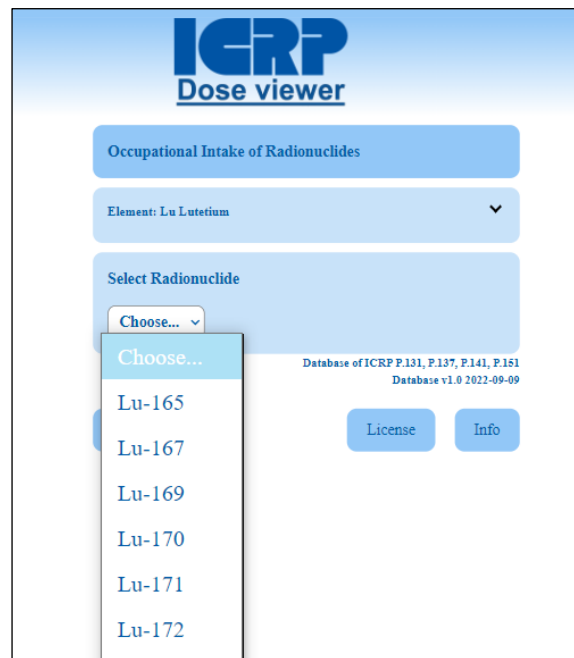 ICRP
Dose viewer
Occupational Intake of Radionuclides
Element: Lu Lutetium
Select Radionuclide
Choose...
Choose...
Database of ICRP P.131, P.137, P.141, P.151
Database v1.0 2022-09-09
Lu-165
License
Info
Lu-167
Lu-169
Lu-170
Lu-171
Lu-172